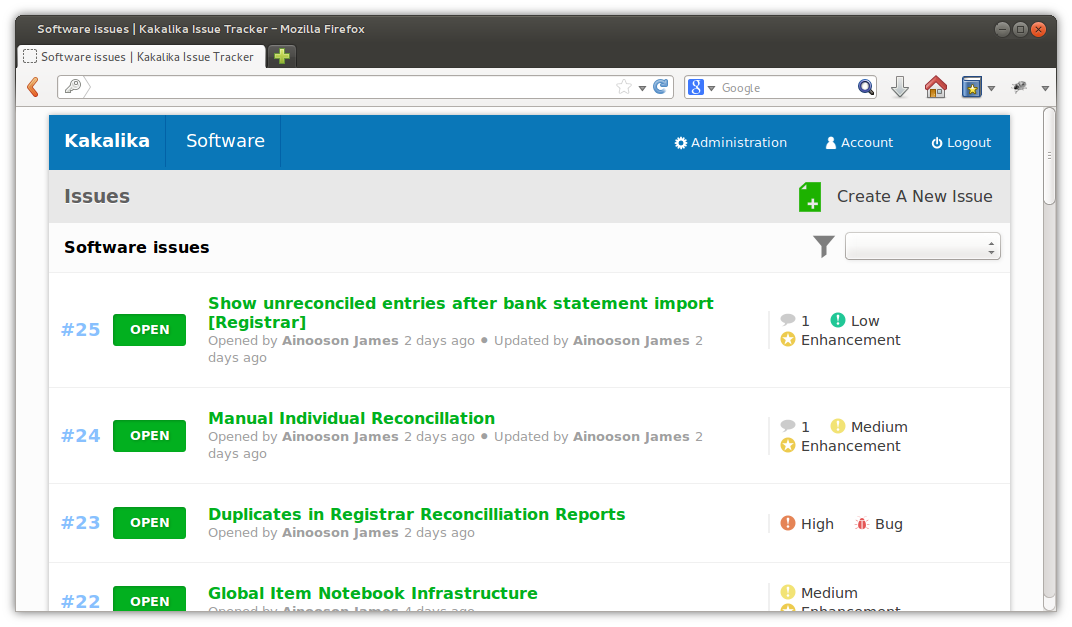 Software issues | Kakalika Issue Tracker - Mozilla Firefox
Software issues | Kakalika Issue Tracker
8 Google
Kakalika Software Administration Account Logout
Issues Create A New Issue
Software issues
#25 OPEN
Show unreconciled entries after bank statement import
[Registrar]
Opened by Ainooson James 2 days ago • Updated by Ainooson James 2
days ago
1 Low
Enhancement
#24 OPEN
Manual Individual Reconcillation
Opened by Ainooson James 2 days ago • Updated by Ainooson James 2
days ago
1 Medium
Enhancement
#23 OPEN
Duplicates in Registrar Reconcilliation Reports
Opened by Ainooson James 2 days ago
High Bug
#22 OPEN
Global Item Notebook Infrastructure
Opened by Ainooson James 4 days ago
Medium
Enhancement